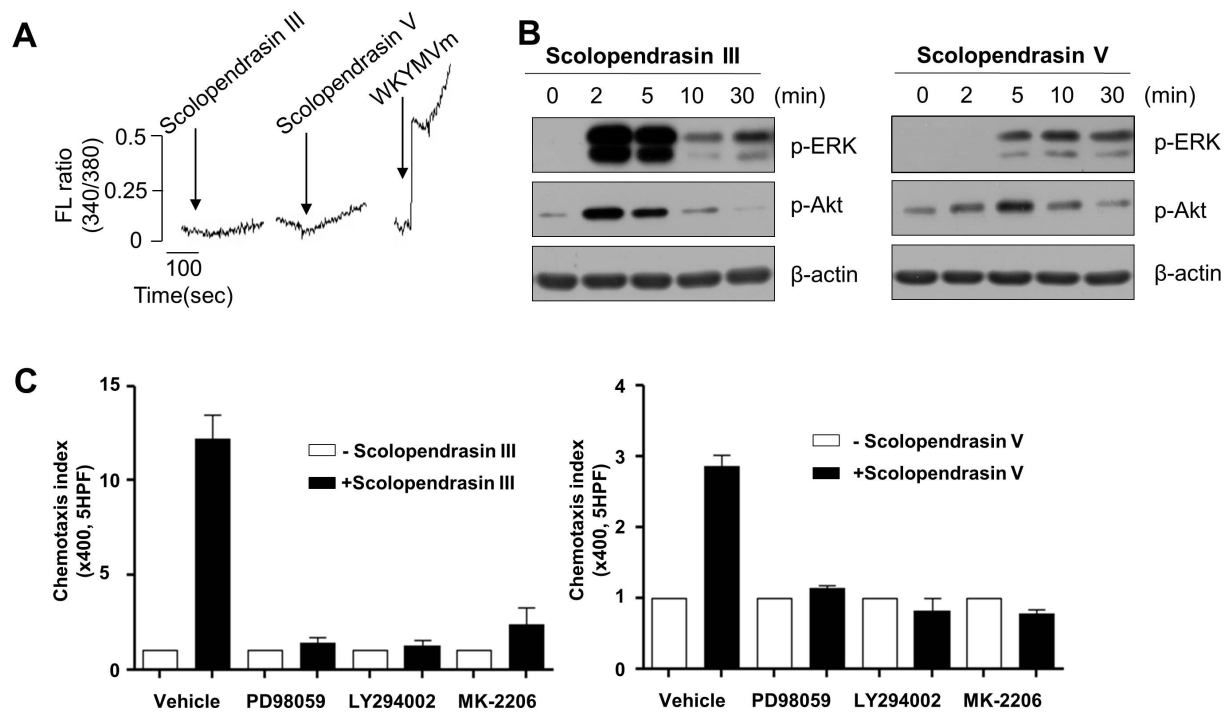 A
Scolopendrasin III
Scolopendrasin V
WKYMVm
0.5
0.25
0
FL ratio
(340/380)
100
Time(sec)
B
Scolopendrasin III
0 2 5 10 30 (min)
p-ERK
p-Akt
β-actin
Scolopendrasin V
0 2 5 10 30 (min)
p-ERK
p-Akt
β-actin
C
15
10
5
0
Chemotaxis index
(x400, 5HPF)
- Scolopendrasin III
+Scolopendrasin III
Vehicle PD98059 LY294002 MK-2206
4
3
2
1
0
Chemotaxis index
(x400, 5HPF)
- Scolopendrasin V
+Scolopendrasin V
Vehicle PD98059 LY294002 MK-2206